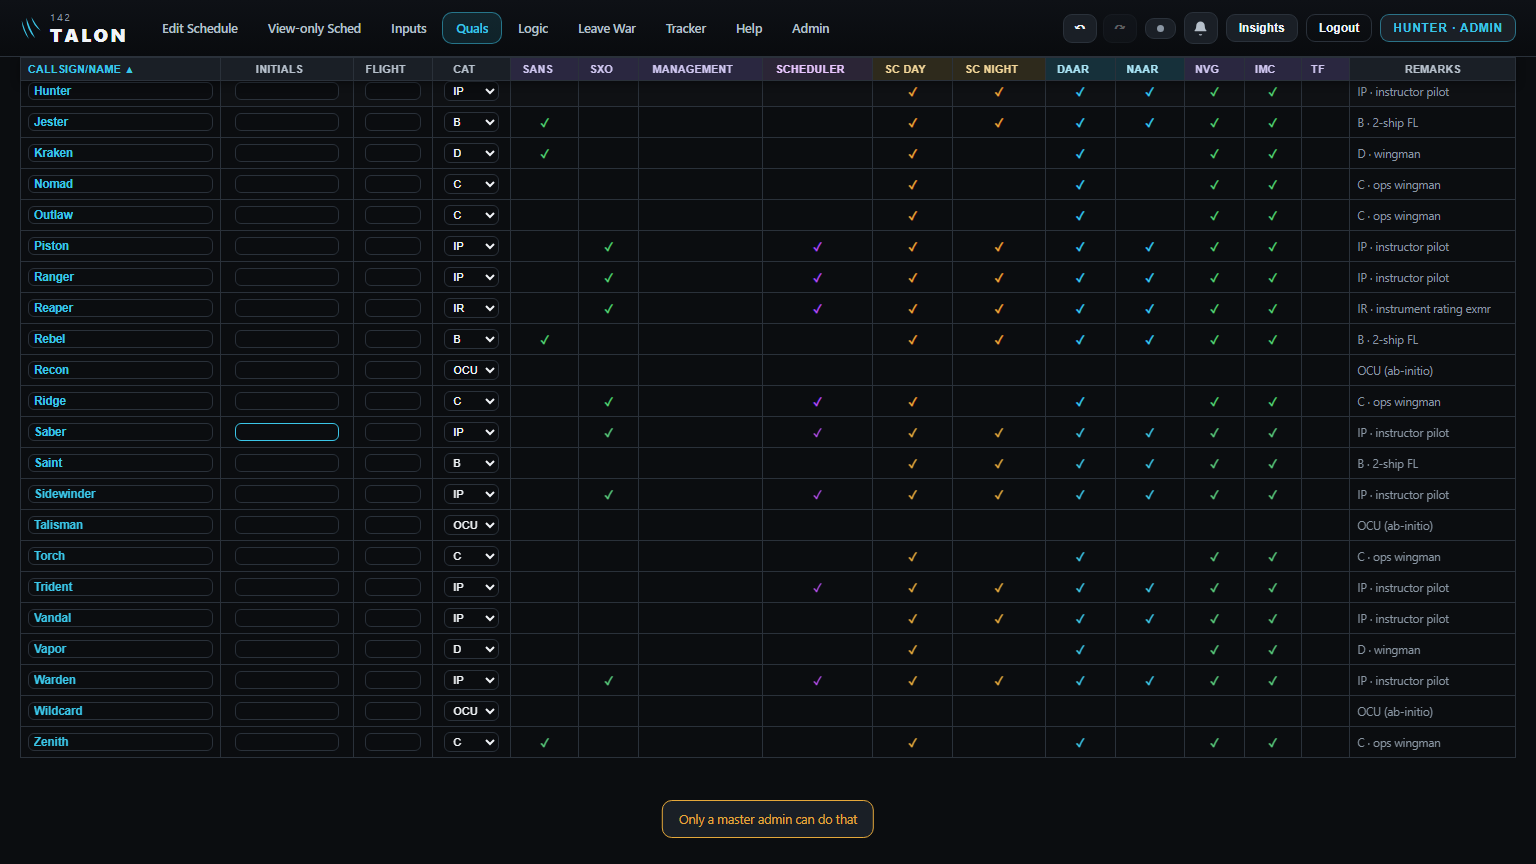 142
TALON
Edit Schedule View-only Sched Inputs Quals Logic Leave War Tracker Help Admin Insights Logout HUNTER · ADMIN
CALLSIGN/NAME ▲ INITIALS FLIGHT CAT SANS SXO MANAGEMENT SCHEDULER SC DAY SC NIGHT DAAR NAAR NVG IMC TF REMARKS
Hunter IP ✓ ✓ ✓ ✓ ✓ ✓ IP · instructor pilot
Jester B ✓ ✓ ✓ ✓ ✓ ✓ ✓ B · 2-ship FL
Kraken D ✓ ✓ ✓ ✓ ✓ D · wingman
Nomad C ✓ ✓ ✓ ✓ C · ops wingman
Outlaw C ✓ ✓ ✓ ✓ C · ops wingman
Piston IP ✓ ✓ ✓ ✓ ✓ ✓ ✓ ✓ IP · instructor pilot
Ranger IP ✓ ✓ ✓ ✓ ✓ ✓ ✓ ✓ IP · instructor pilot
Reaper IR ✓ ✓ ✓ ✓ ✓ ✓ ✓ ✓ IR · instrument rating exmr
Rebel B ✓ ✓ ✓ ✓ ✓ ✓ ✓ B · 2-ship FL
Recon OCU OCU (ab-initio)
Ridge C ✓ ✓ ✓ ✓ ✓ ✓ C · ops wingman
Saber IP ✓ ✓ ✓ ✓ ✓ ✓ ✓ ✓ IP · instructor pilot
Saint B ✓ ✓ ✓ ✓ ✓ ✓ B · 2-ship FL
Sidewinder IP ✓ ✓ ✓ ✓ ✓ ✓ ✓ ✓ IP · instructor pilot
Talisman OCU OCU (ab-initio)
Torch C ✓ ✓ ✓ ✓ C · ops wingman
Trident IP ✓ ✓ ✓ ✓ ✓ ✓ ✓ IP · instructor pilot
Vandal IP ✓ ✓ ✓ ✓ ✓ ✓ IP · instructor pilot
Vapor D ✓ ✓ ✓ ✓ D · wingman
Warden IP ✓ ✓ ✓ ✓ ✓ ✓ ✓ ✓ IP · instructor pilot
Wildcard OCU OCU (ab-initio)
Zenith C ✓ ✓ ✓ ✓ ✓ C · ops wingman
Only a master admin can do that